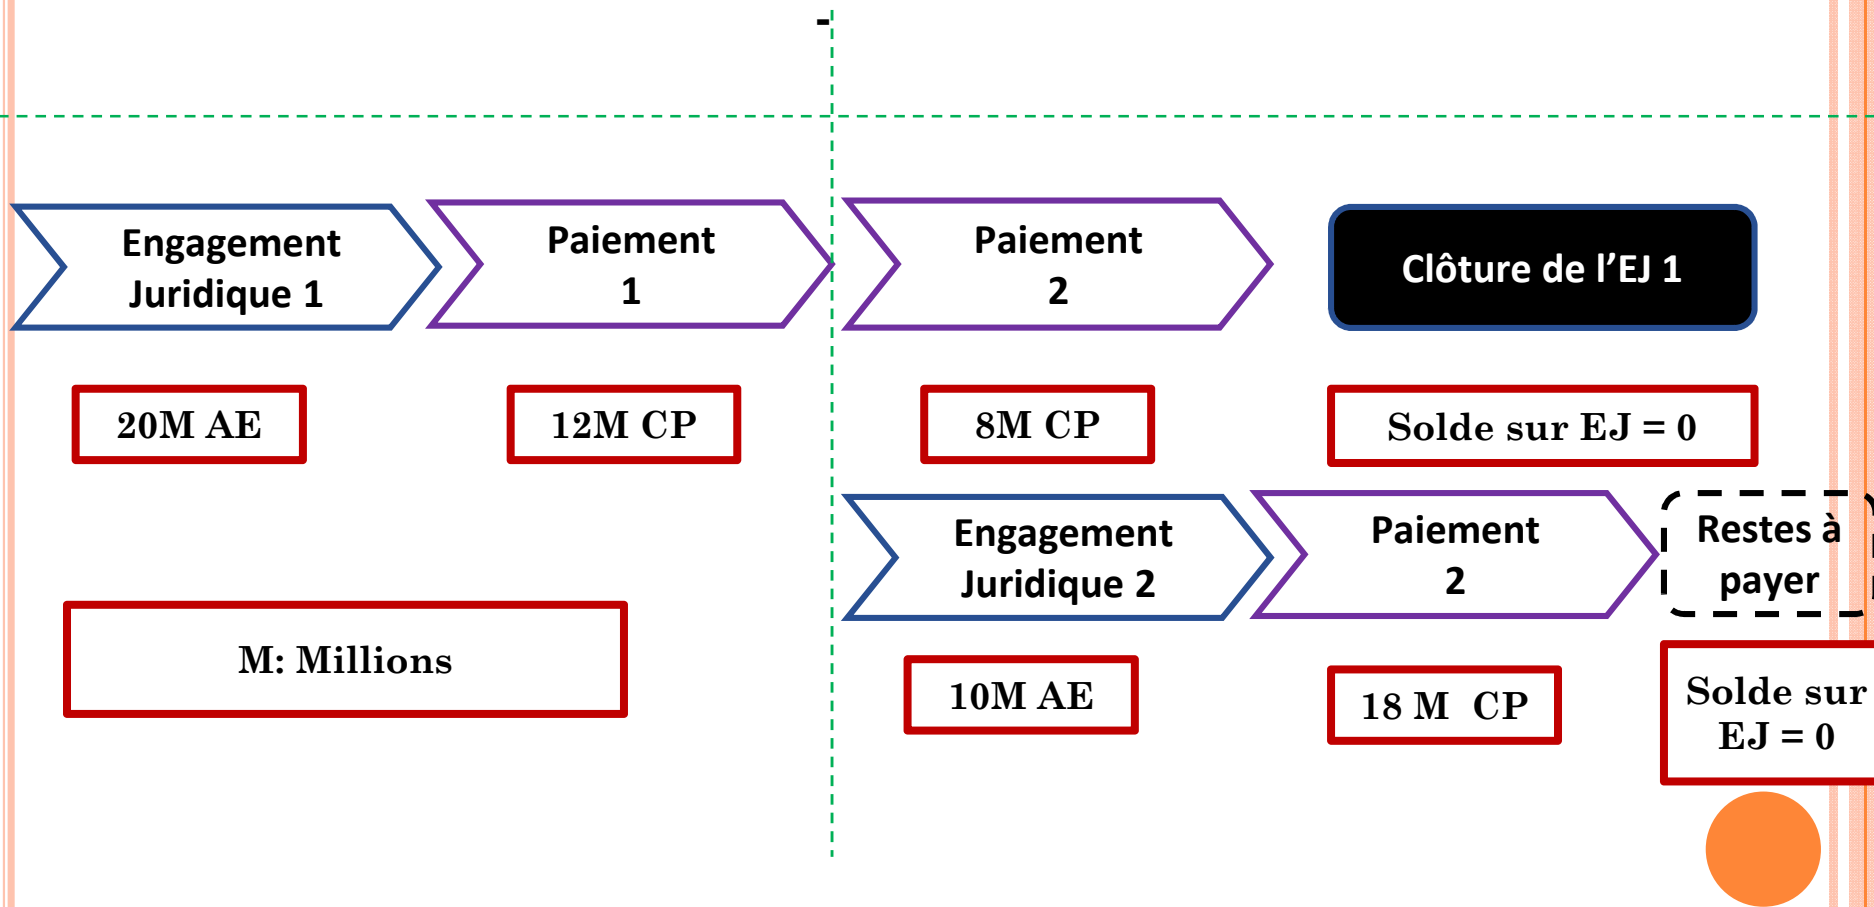 -
Engagement
Juridique 1
Paiement
1
Paiement
2
Clôture de l’EJ 1
20M AE
12M CP
8M CP
Solde sur EJ = 0
Engagement
Juridique 2
Paiement
2
Restes à
payer
M: Millions
10M AE
18 M  CP
Solde sur
EJ = 0